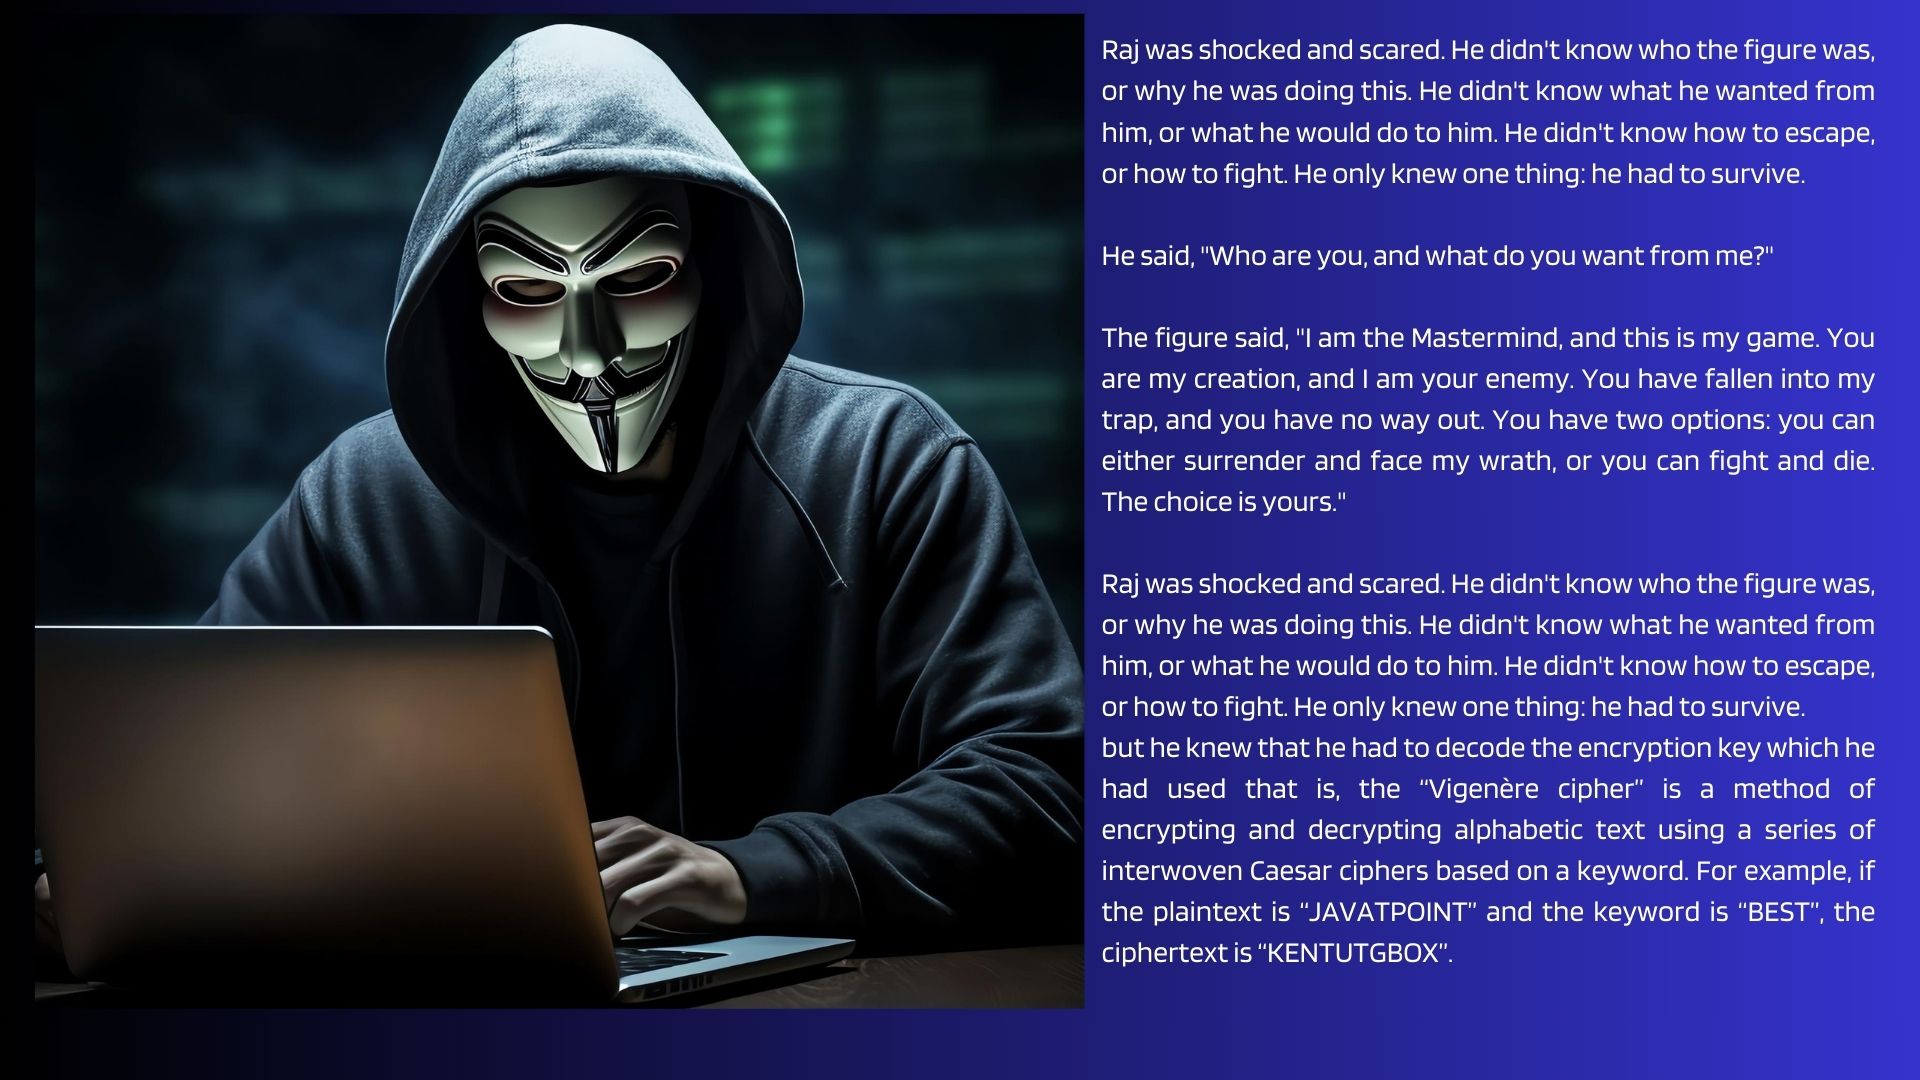 Raj was shocked and scared. He didn't know who the figure was,
or why he was doing this. He didn't know what he wanted from
him, or what he would do to him. He didn't know how to escape,
or how to fight. He only knew one thing: he had to survive.
He said, "Who are you, and what do you want from me?"
The figure said, "I am the Mastermind, and this is my game. You
are my creation, and I am your enemy. You have fallen into my
trap, and you have no way out. You have two options: you can
either surrender and face my wrath, or you can fight and die.
The choice is yours."
Raj was shocked and scared. He didn't know who the figure was,
or why he was doing this. He didn't know what he wanted from
him, or what he would do to him. He didn't know how to escape,
or how to fight. He only knew one thing: he had to survive.
but he knew that he had to decode the encryption key which he
had used that is, the “Vigenère cipher” is a method of
encrypting and decrypting alphabetic text using a series of
interwoven Caesar ciphers based on a keyword. For example, if
the plaintext is “JAVATPOINT” and the keyword is “BEST”, the
ciphertext is “KENTUTGBOX”.